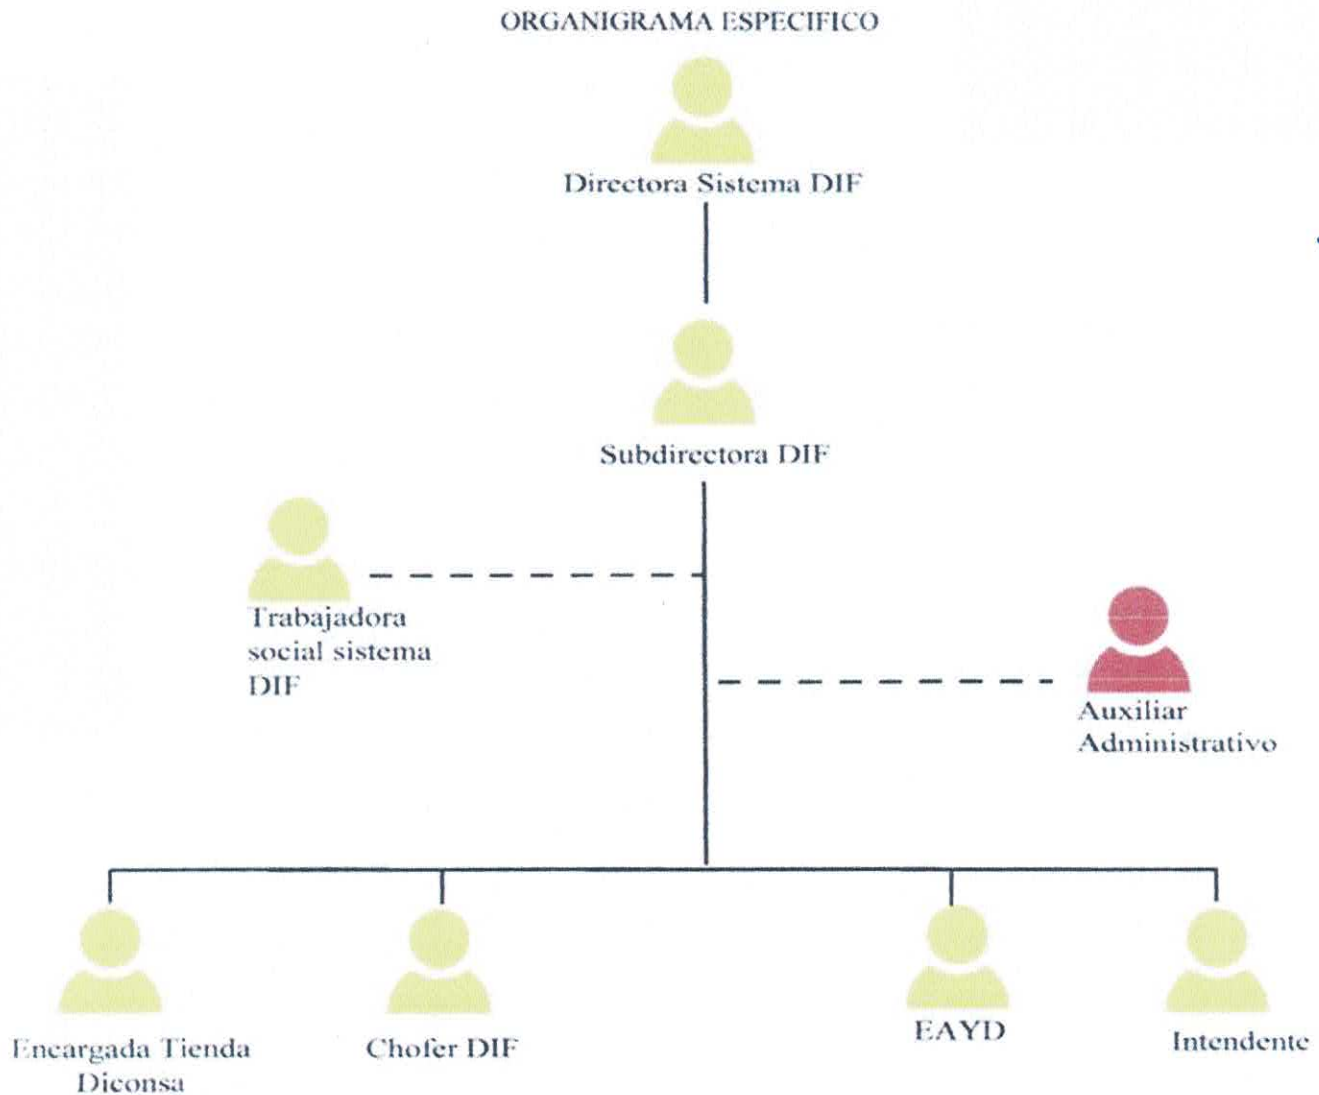 ORGANIGRAMA ESPECIFICO
Directora Sistema DIF
Subdirectora DIF
Trabajadora
social sistema
DIF
Auxiliar
Administrativo
Encargada Tienda
Diconsa
Chofer DIF
EAYD
Intendente